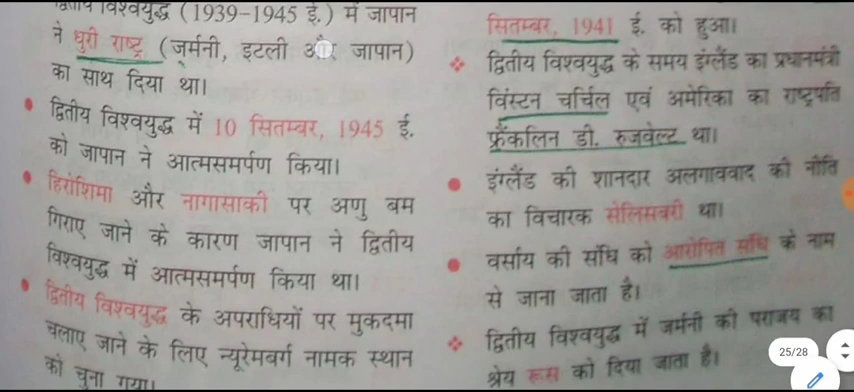 द्वितीय विश्वयुद्ध (1939-1945 ई.) में जापान
ने धुरी राष्ट्र (जर्मनी, इटली और जापान)
का साथ दिया था।
द्वितीय विश्वयुद्ध में 10 सितम्बर, 1945 ई.
को जापान ने आत्मसमर्पण किया।
हिरोशिमा और नागासाकी पर अणु बम
गिराए जाने के कारण जापान ने द्वितीय
विश्वयुद्ध में आत्मसमर्पण किया था।
द्वितीय विश्वयुद्ध के अपराधियों पर मुकदमा
चलाए जाने के लिए न्यूरेमबर्ग नामक स्थान
को चुना गया।
सितम्बर, 1941 ई. को हुआ।
द्वितीय विश्वयुद्ध के समय इंग्लैंड का प्रधानमंत्री
विंस्टन चर्चिल एवं अमेरिका का राष्ट्रपति
फ्रैंकलिन डी. रुजवेल्ट था।
इंग्लैंड की शानदार अलगाववाद की नीति
का विचारक सेलिसबरी था।
वर्साय की संधि को आरोपित संधि के नाम
से जाना जाता है।
द्वितीय विश्वयुद्ध में जर्मनी की पराजय का
श्रेय रूस को दिया जाता है।
25/28